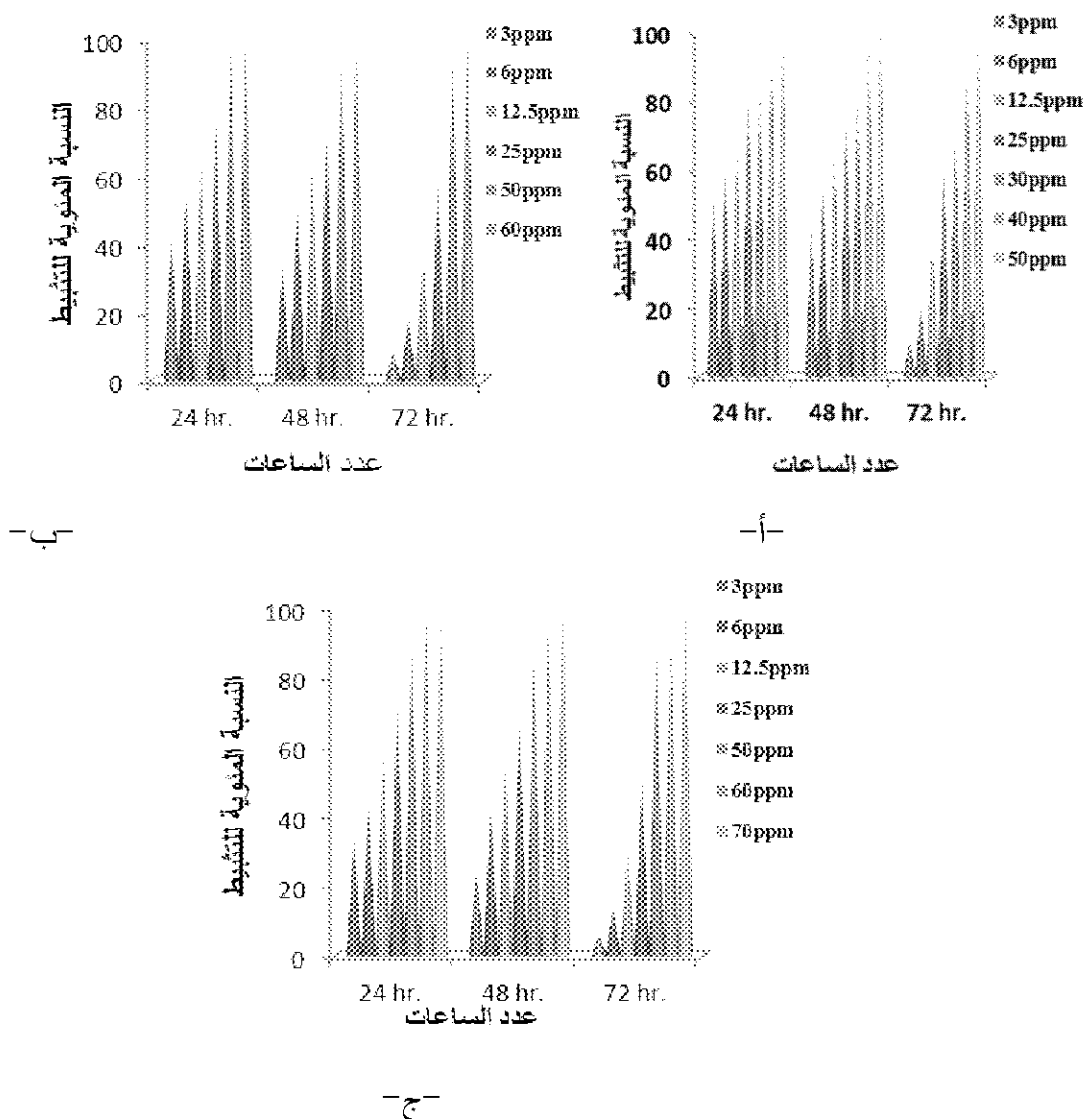 100
80
60
40
20
0
النسبة المئوية للتثبيط
24 hr. 48 hr. 72 hr.
عدد الساعات
3ppm
6ppm
12.5ppm
25ppm
30ppm
40ppm
50ppm
-أ-
100
80
60
40
20
0
النسبة المئوية للتثبيط
24 hr. 48 hr. 72 hr.
عدد الساعات
3ppm
6ppm
12.5ppm
25ppm
50ppm
60ppm
-ب-
100
80
60
40
20
0
النسبة المئوية للتثبيط
24 hr. 48 hr. 72 hr.
عدد الساعات
3ppm
6ppm
12.5ppm
25ppm
50ppm
60ppm
70ppm
-ج-